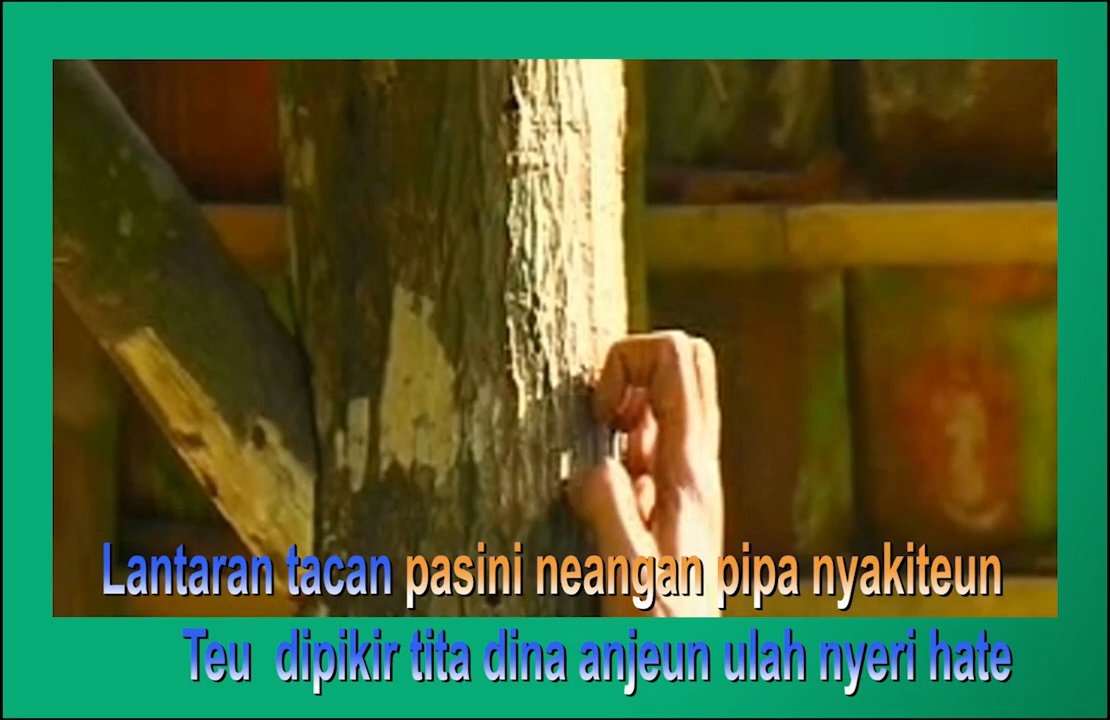 Lantaran tacan pasini neangan pipa nyakiteun
Teu dipikir tita dina anjeun ulah nyeri hate